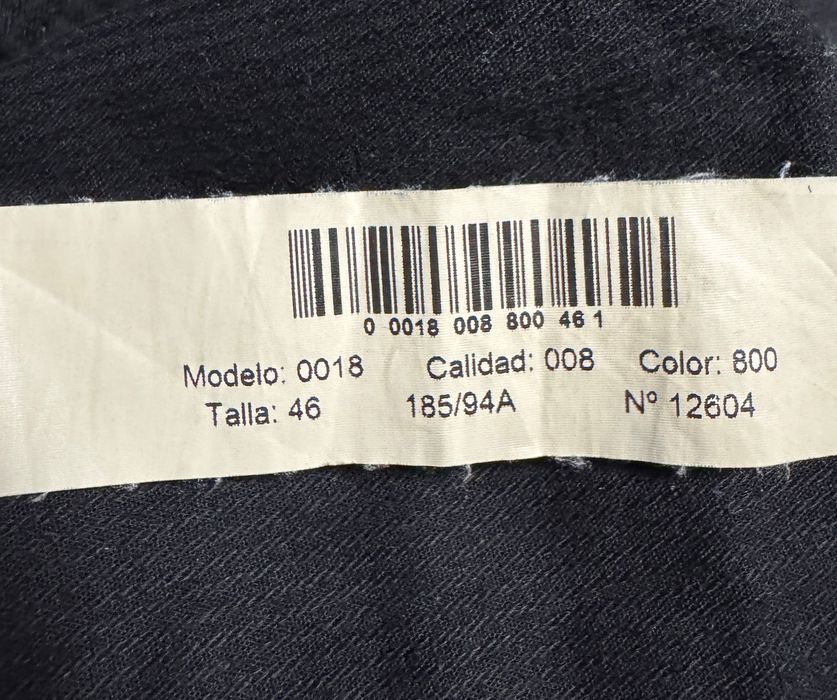 0 0018 008 800 46 1
Modelo: 0018 Calidad: 008 Color: 800
Talla: 46 185/94A Nº 12604